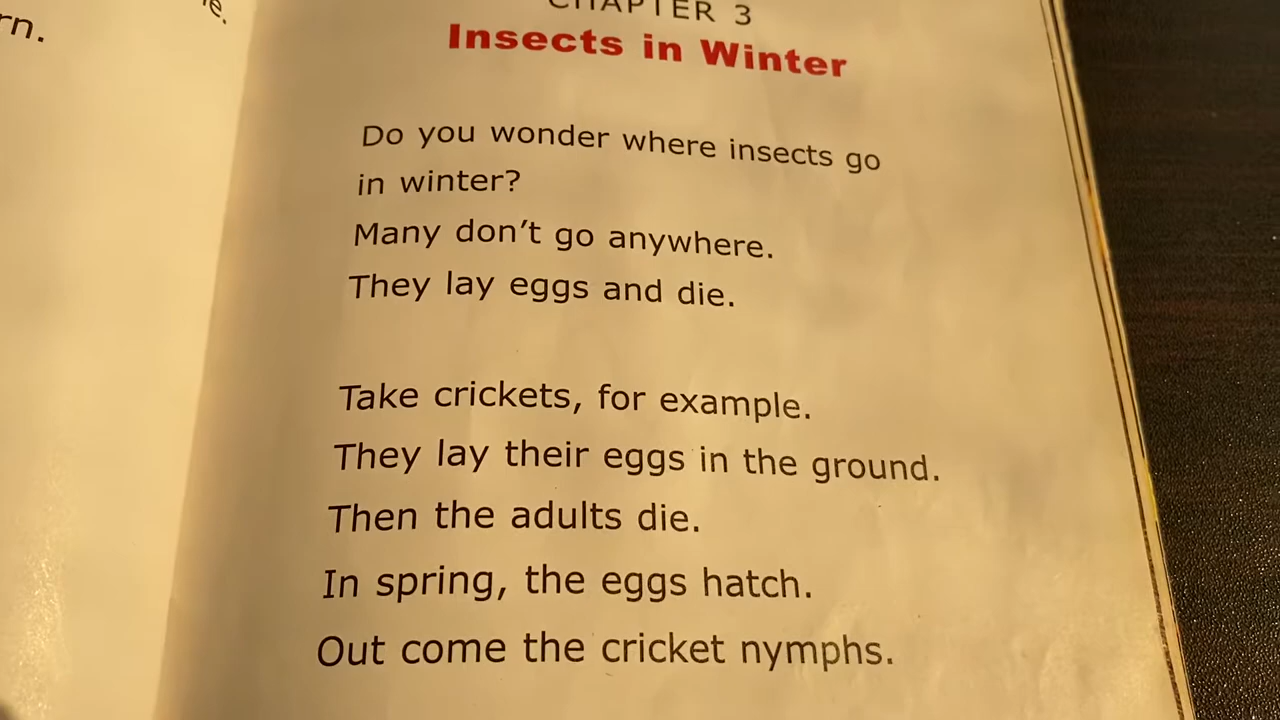 rn.
CHAPTER 3
Insects in Winter
Do you wonder where insects go
in winter?
Many don't go anywhere.
They lay eggs and die.
Take crickets, for example.
They lay their eggs in the ground.
Then the adults die.
In spring, the eggs hatch.
Out come the cricket nymphs.